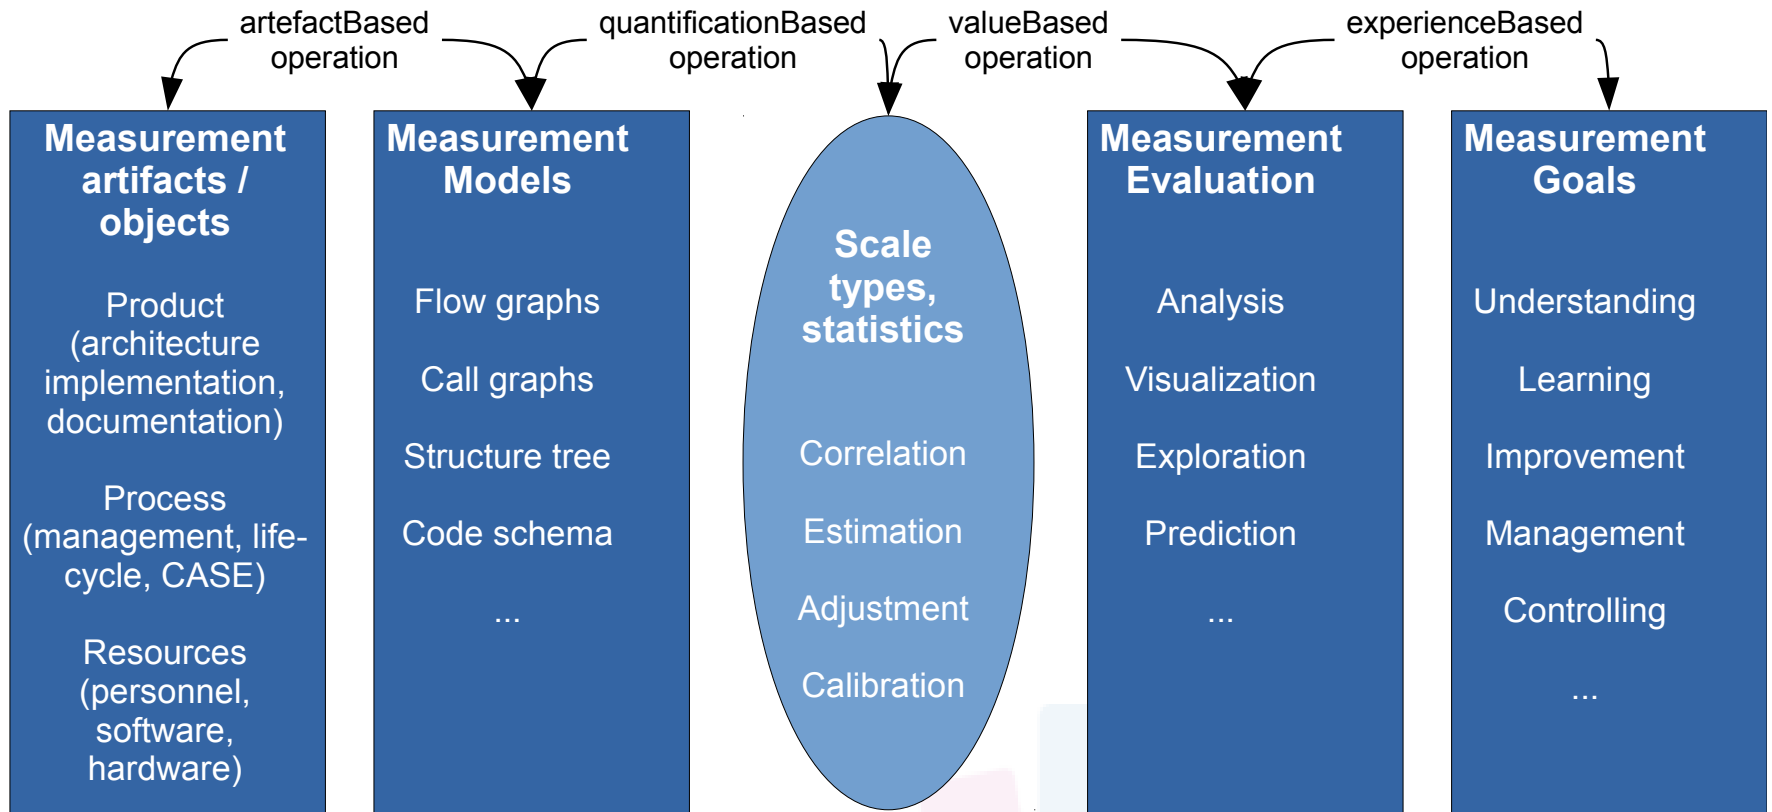 artefactBased
operation
quantificationBased
operation
valueBased
operation
experienceBased
operation
Measurement
artifacts /
objects
Product
(architecture
implementation,
documentation)
Process
(management, life-
cycle, CASE)
Resources
(personnel,
software,
hardware)
Measurement
Models
Flow graphs
Call graphs
Structure tree
Code schema
...
Scale
types,
statistics
Correlation
Estimation
Adjustment
Calibration
Measurement
Evaluation
Analysis
Visualization
Exploration
Prediction
...
Measurement
Goals
Understanding
Learning
Improvement
Management
Controlling
...